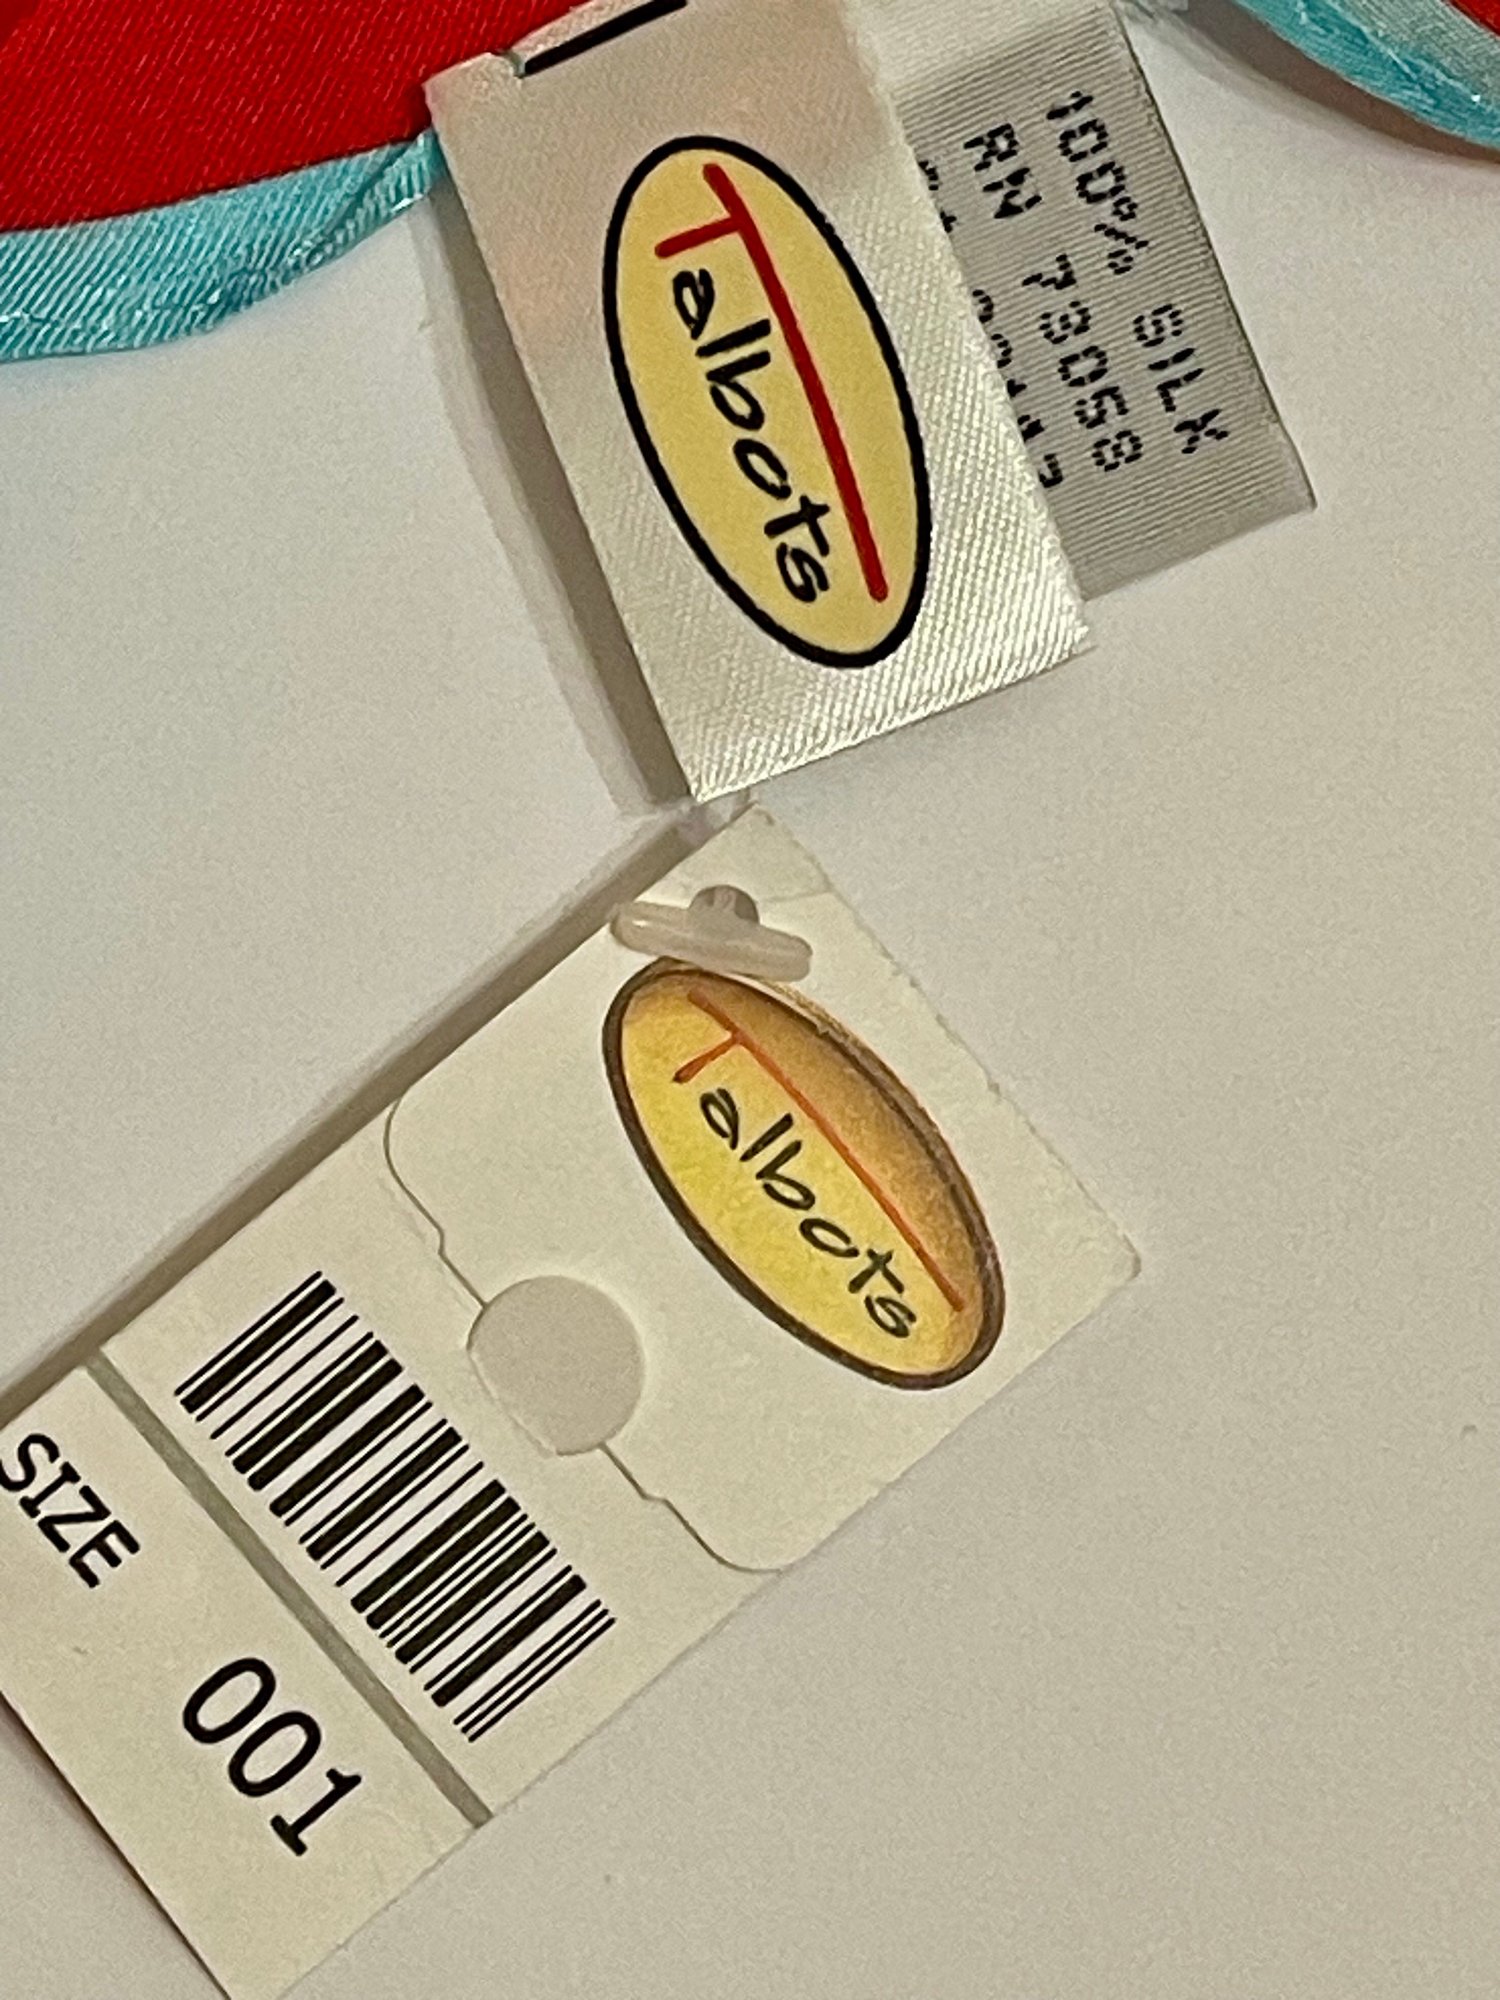 Talbots
100% SILK
RN 73058
Talbots
SIZE
001